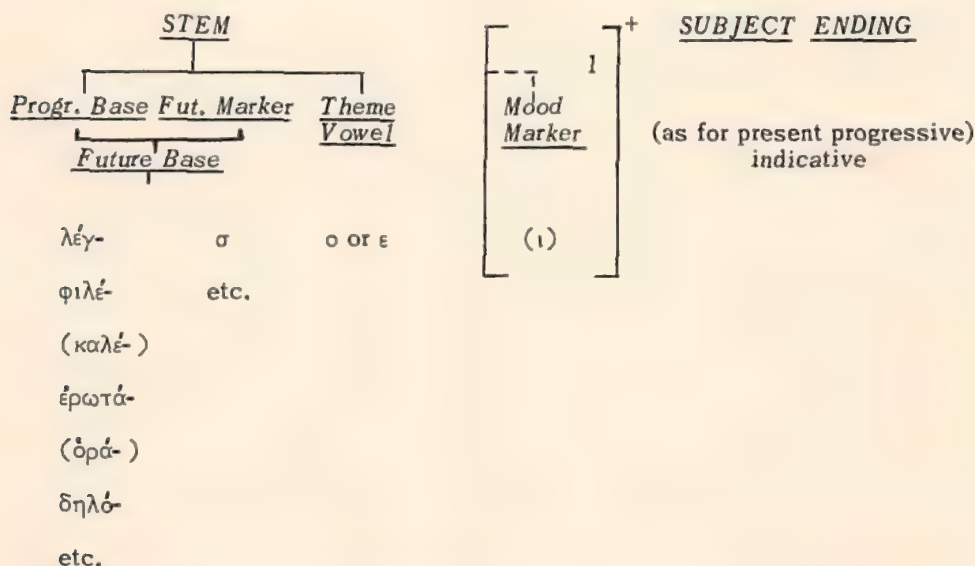 STEM + SUBJECT ENDING
1
Progr. Base Fut. Marker Theme Mood
Vowel Marker (as for present progressive)
Future Base indicative
λέγ- σ ο or ε (ι)
φιλέ- etc.
(καλέ-)
ἐρωτά-
(ὁρά-)
δηλό-
etc.